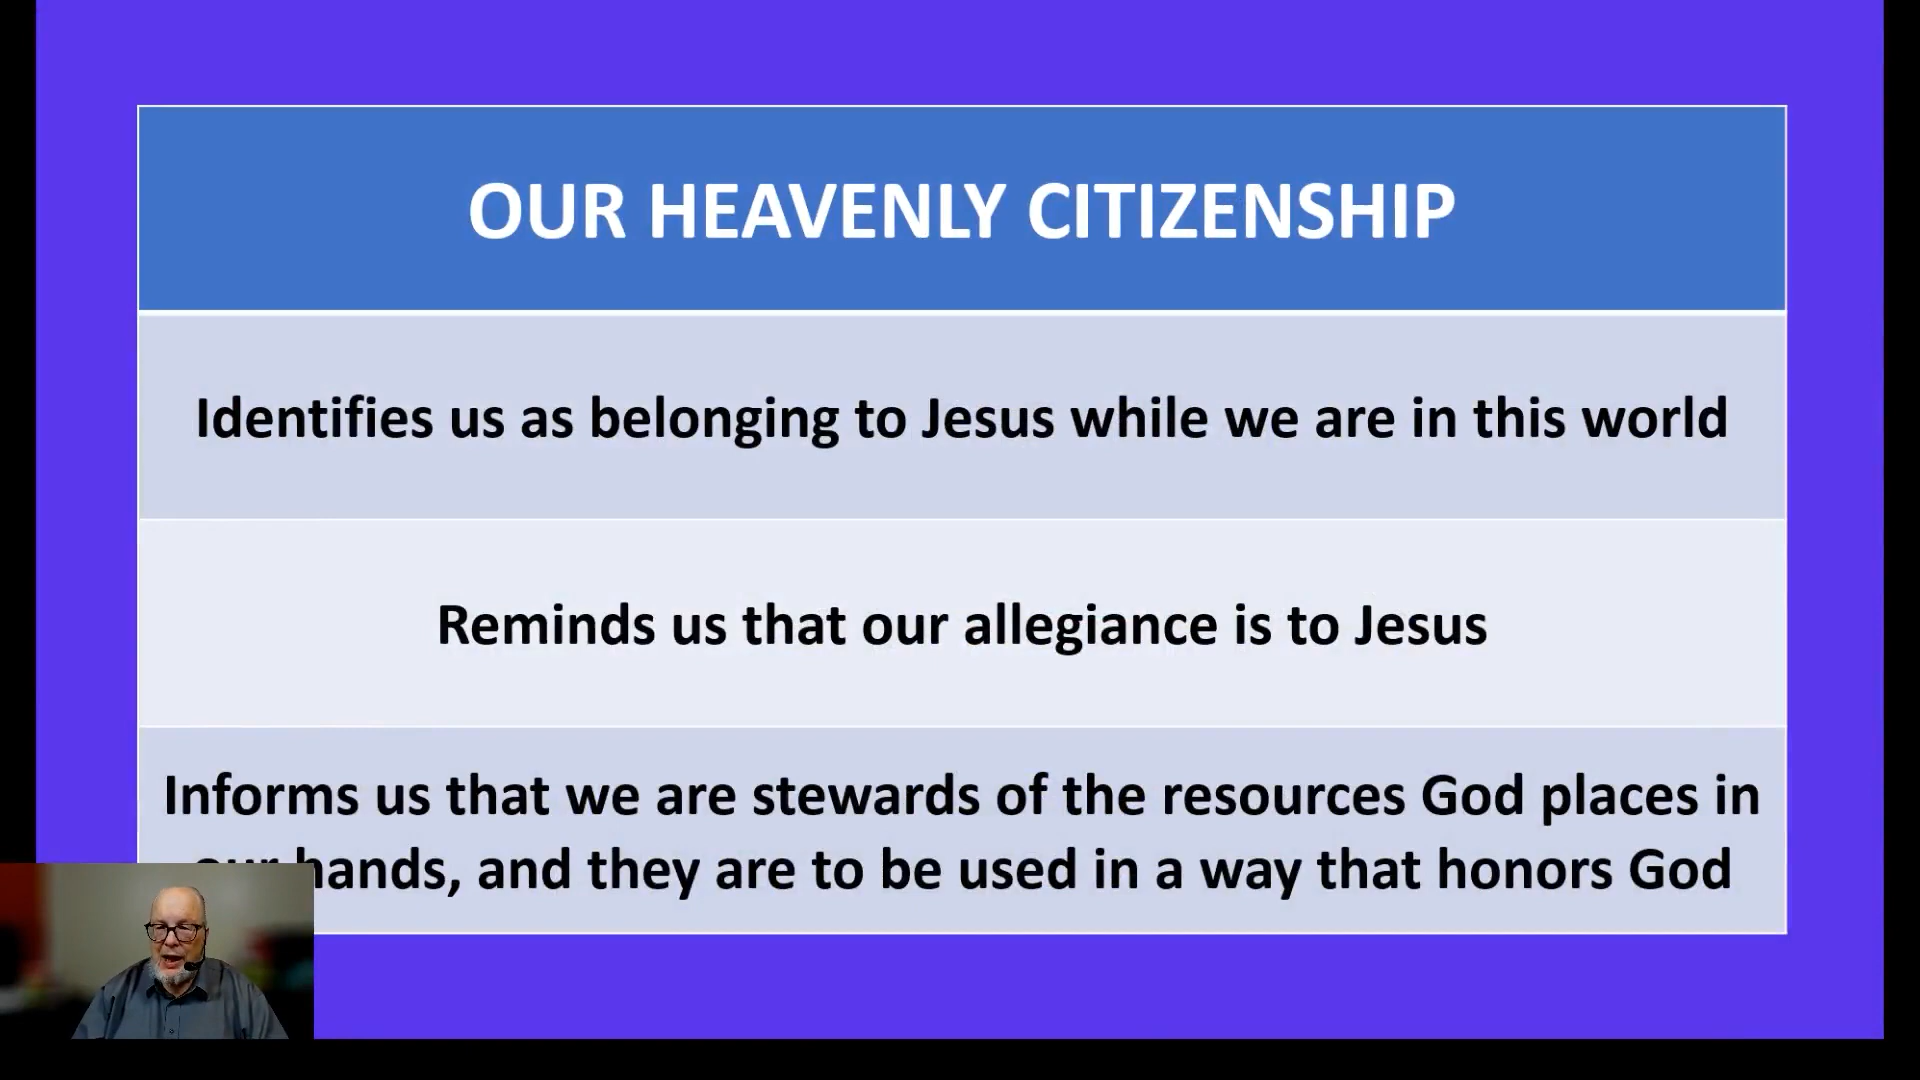 OUR HEAVENLY CITIZENSHIP
Identifies us as belonging to Jesus while we are in this world
Reminds us that our allegiance is to Jesus
Informs us that we are stewards of the resources God places in
our hands, and they are to be used in a way that honors God